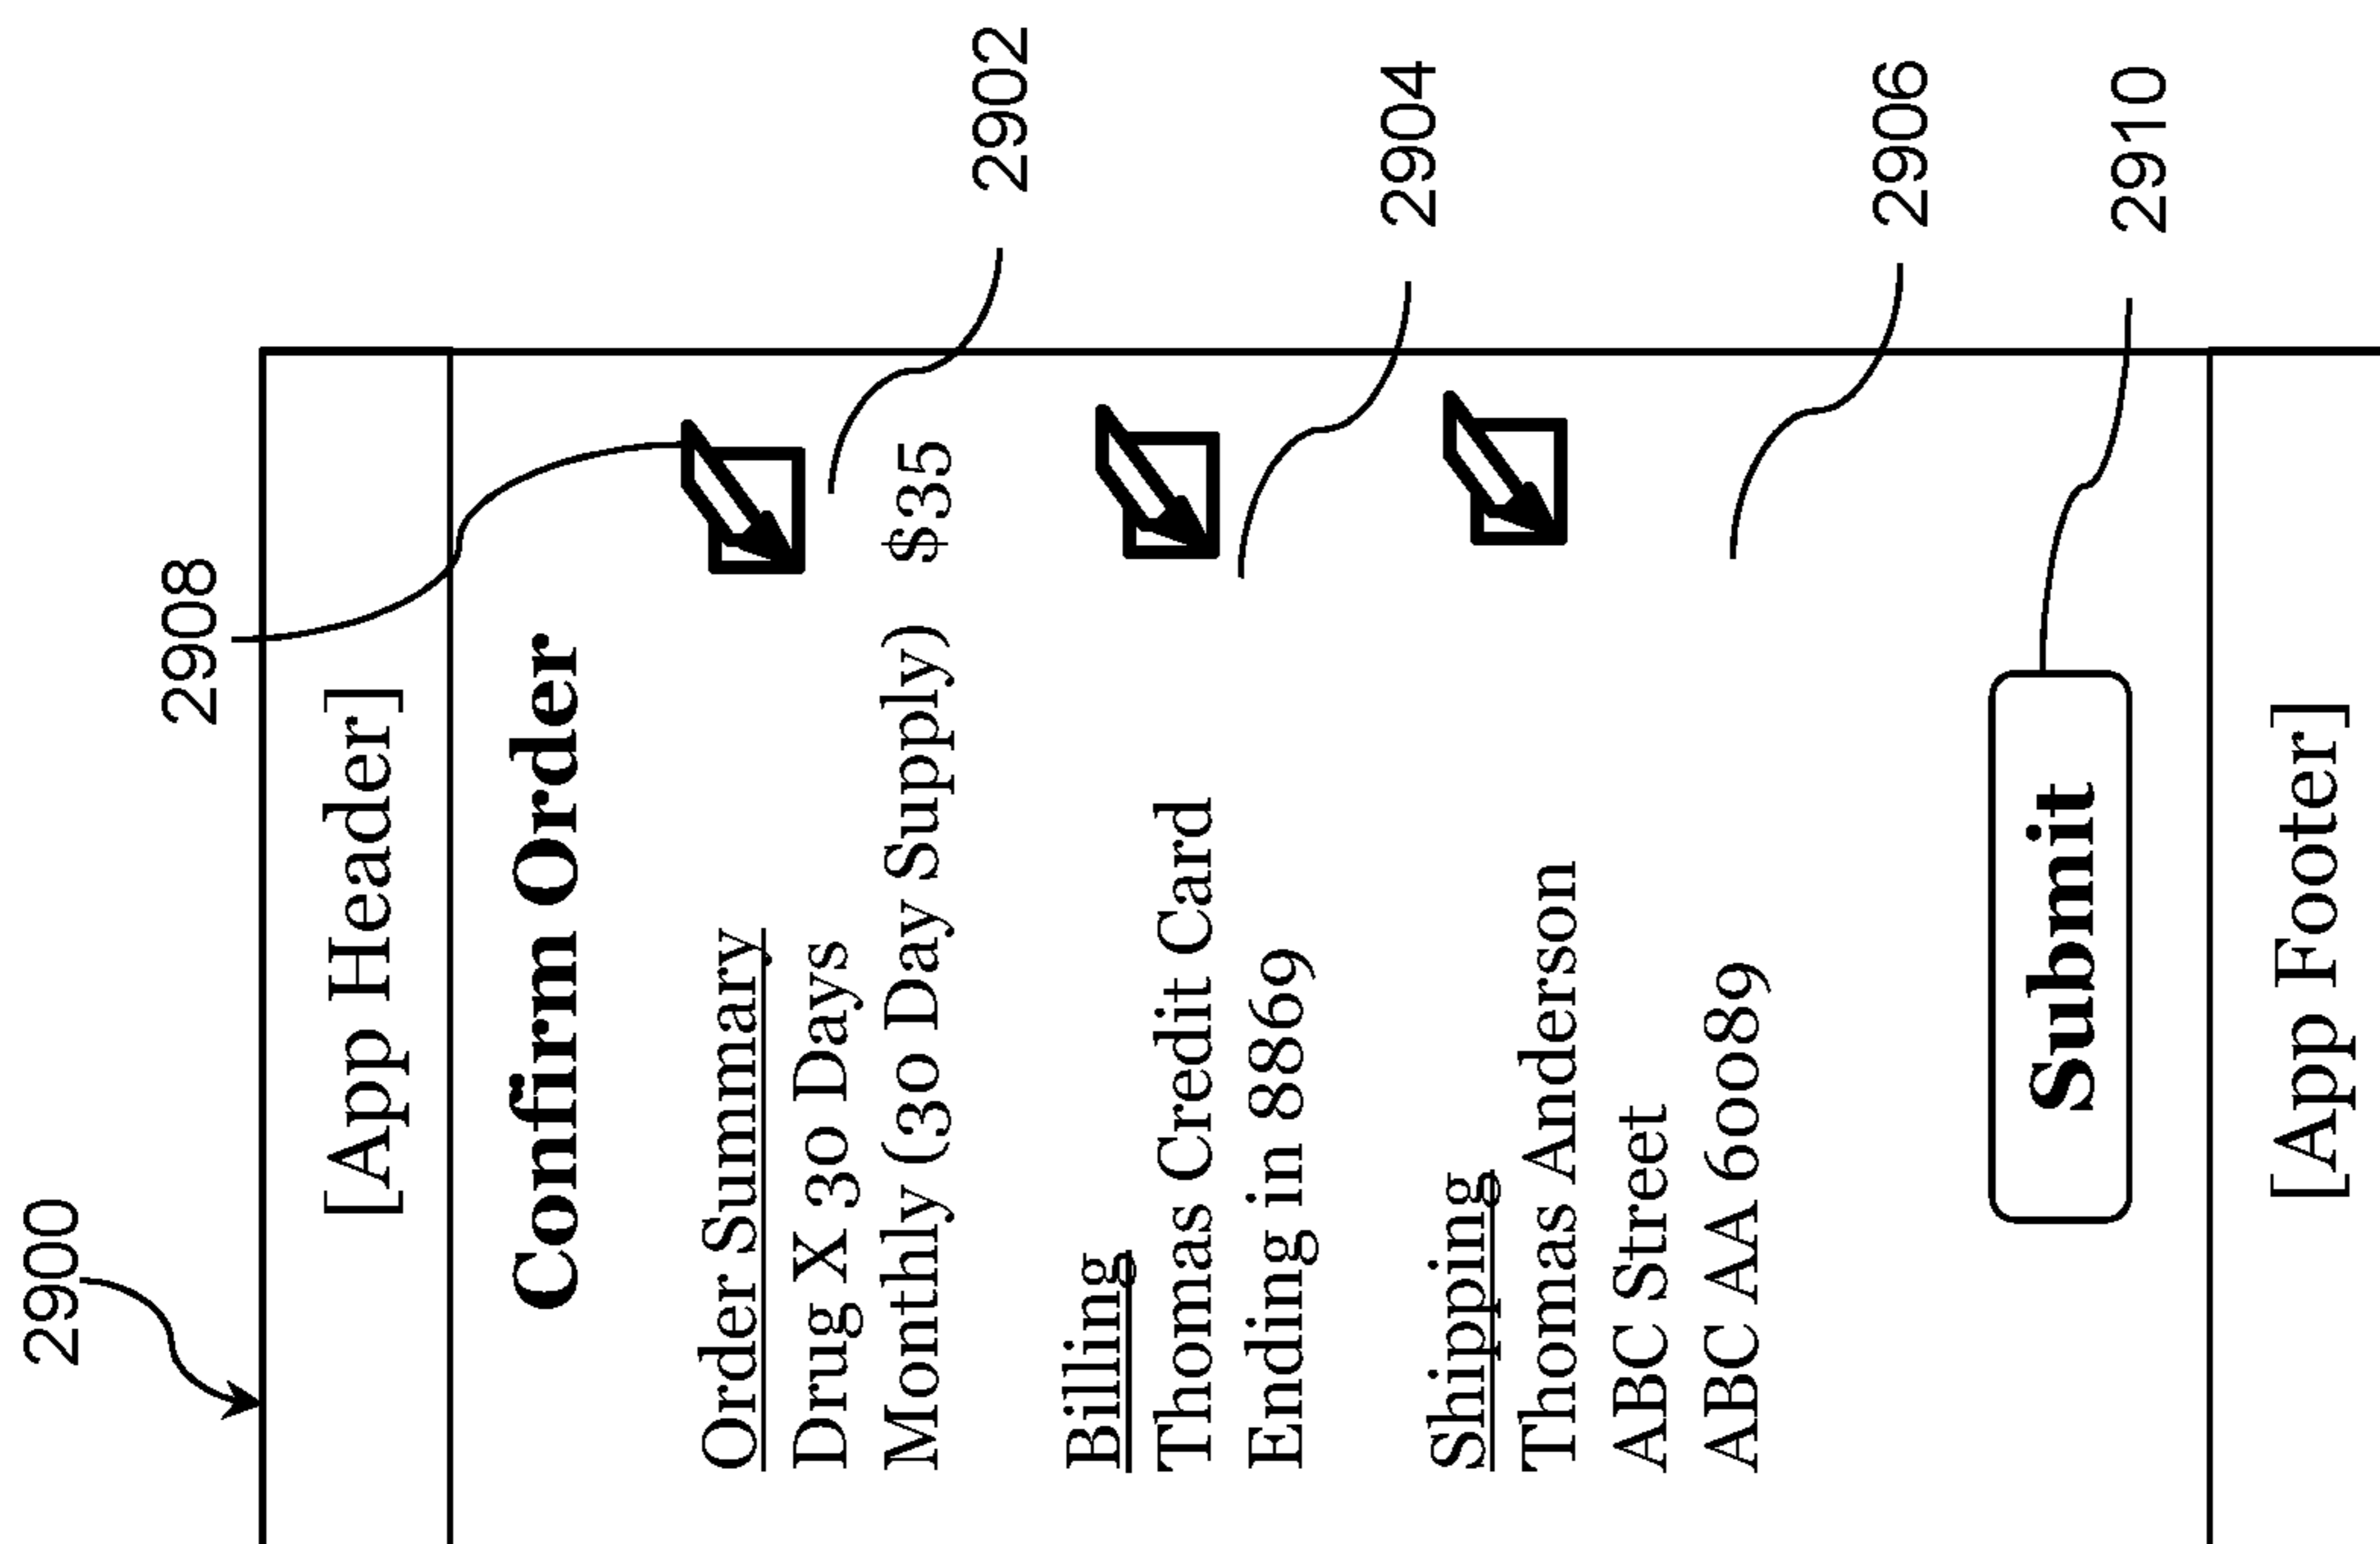 2900
2908
[App Header]
Confirm Order
Order Summary
Drug X 30 Days
Monthly (30 Day Supply) $35
2902
Billing
Thomas Credit Card
Ending in 8869
2904
Shipping
Thomas Anderson
ABC Street
ABC AA 60089
2906
Submit
2910
[App Footer]